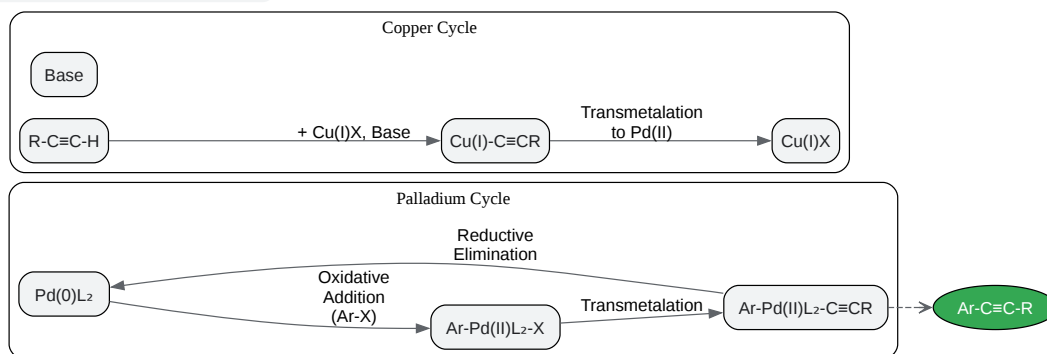 Copper Cycle
Base
R-C≡C-H
+ Cu(I)X, Base
Cu(I)-C≡CR
Transmetalation
to Pd(II)
Cu(I)X
Palladium Cycle
Reductive
Elimination
Pd(0)L₂
Oxidative
Addition
(Ar-X)
Ar-Pd(II)L₂-X
Transmetalation
Ar-Pd(II)L₂-C≡CR
Ar-C≡C-R